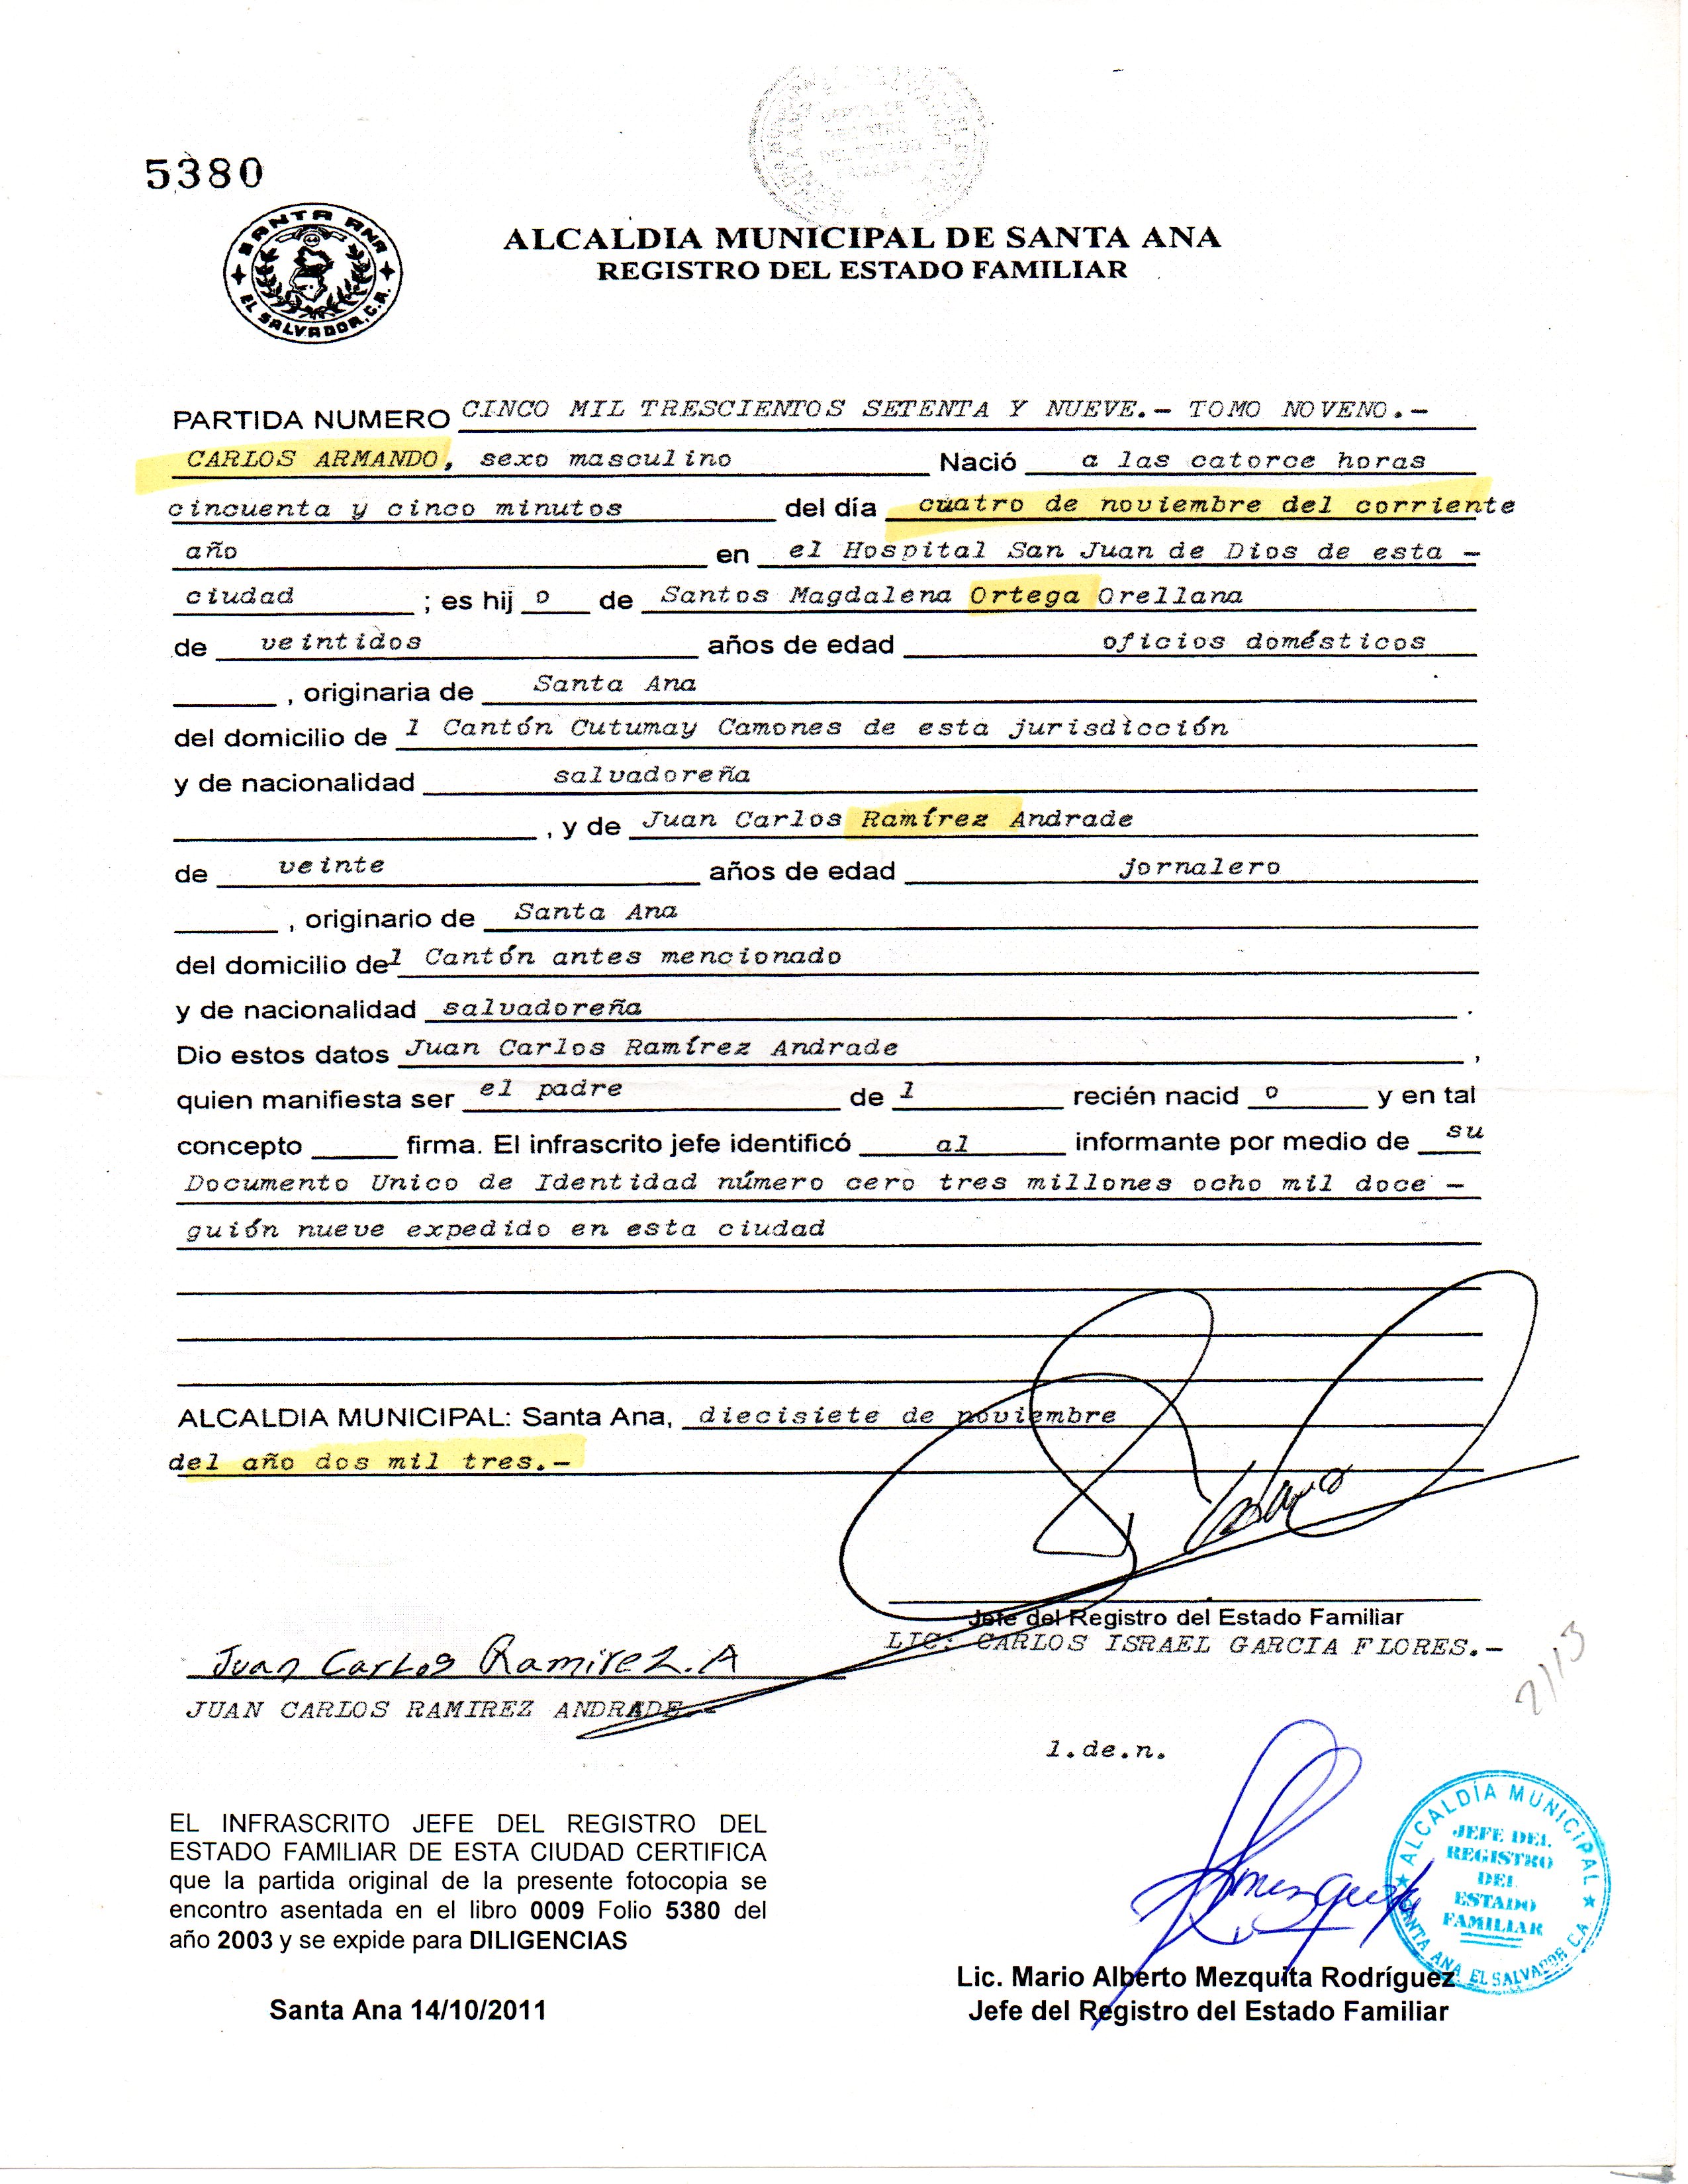 5380
SANTA ANA
EL SALVADOR, C.A.
ALCALDIA MUNICIPAL DE SANTA ANA
REGISTRO DEL ESTADO FAMILIAR
PARTIDA NUMERO CINCO MIL TRESCIENTOS SETENTA Y NUEVE.- TOMO NOVENO.-
CARLOS ARMANDO, sexo masculino Nació a las catorce horas
cincuenta y cinco minutos del día cuatro de noviembre del corriente
año en el Hospital San Juan de Dios de esta -
ciudad ; es hij o de Santos Magdalena Ortega Orellana
de veintidos años de edad oficios domésticos
, originaria de Santa Ana
del domicilio de l Cantón Cutumay Camones de esta jurisdicción
y de nacionalidad salvadoreña
, y de Juan Carlos Ramírez Andrade
de veinte años de edad jornalero
, originario de Santa Ana
del domicilio del Cantón antes mencionado
y de nacionalidad salvadoreña .
Dio estos datos Juan Carlos Ramírez Andrade ,
quien manifiesta ser el padre de l recién nacid o y en tal
concepto firma. El infrascrito jefe identificó al informante por medio de su
Documento Unico de Identidad número cero tres millones ocho mil doce -
guión nueve expedido en esta ciudad
ALCALDIA MUNICIPAL: Santa Ana, diecisiete de noviembre
del año dos mil tres.-
Jefe del Registro del Estado Familiar
LIC: CARLOS ISRAEL GARCIA FLORES.-
Juan Carlos Ramirez.A
JUAN CARLOS RAMIREZ ANDRADE.-
2113
l.de.n.
EL INFRASCRITO JEFE DEL REGISTRO DEL
ESTADO FAMILIAR DE ESTA CIUDAD CERTIFICA
que la partida original de la presente fotocopia se
encontro asentada en el libro 0009 Folio 5380 del
año 2003 y se expide para DILIGENCIAS
Santa Ana 14/10/2011
ALCALDÍA MUNICIPAL
JEFE DEL
REGISTRO
DEL
ESTADO
FAMILIAR
SANTA ANA EL SALVADOR C.A.
Lic. Mario Alberto Mezquita Rodríguez
Jefe del Registro del Estado Familiar